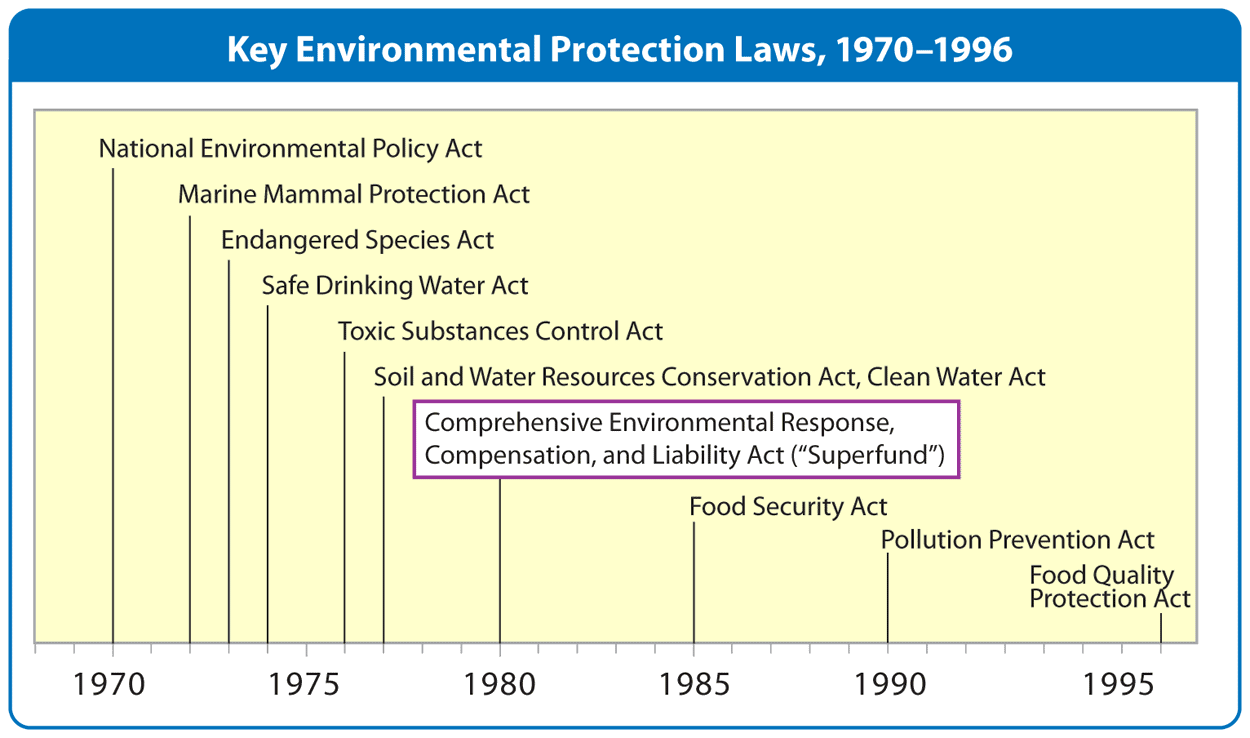 Key Environmental Protection Laws, 1970–1996
National Environmental Policy Act
Marine Mammal Protection Act
Endangered Species Act
Safe Drinking Water Act
Toxic Substances Control Act
Soil and Water Resources Conservation Act, Clean Water Act
Comprehensive Environmental Response,
Compensation, and Liability Act (“Superfund”)
Food Security Act
Pollution Prevention Act
Food Quality
Protection Act
1970 1975 1980 1985 1990 1995